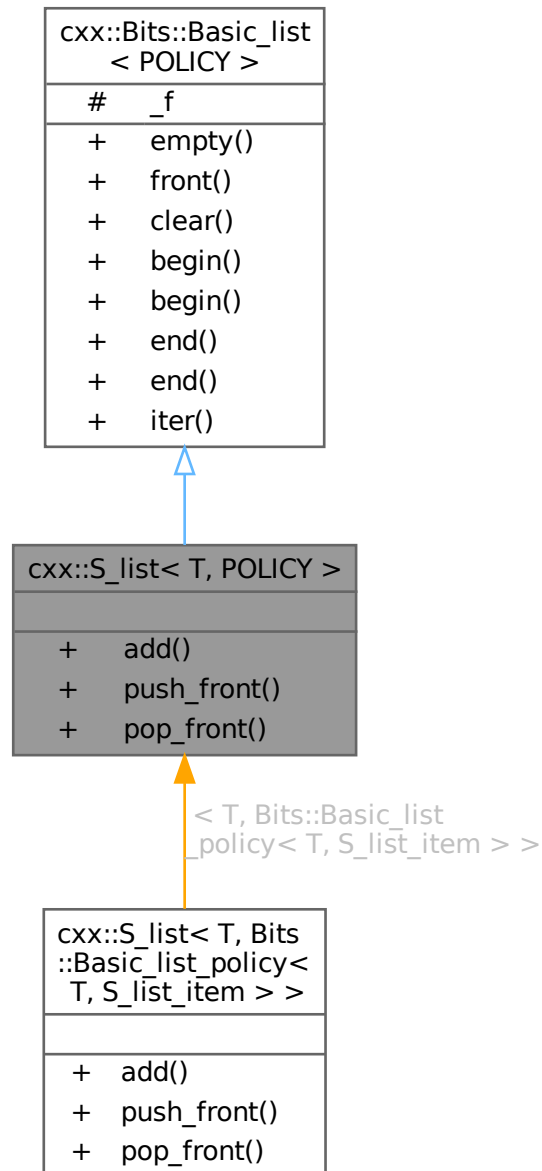 cxx::Bits::Basic_list
< POLICY >
# _f
+ empty()
+ front()
+ clear()
+ begin()
+ begin()
+ end()
+ end()
+ iter()
cxx::S_list< T, POLICY >
+ add()
+ push_front()
+ pop_front()
< T, Bits::Basic_list
_policy< T, S_list_item > >
cxx::S_list< T, Bits
::Basic_list_policy<
T, S_list_item > >
+ add()
+ push_front()
+ pop_front()